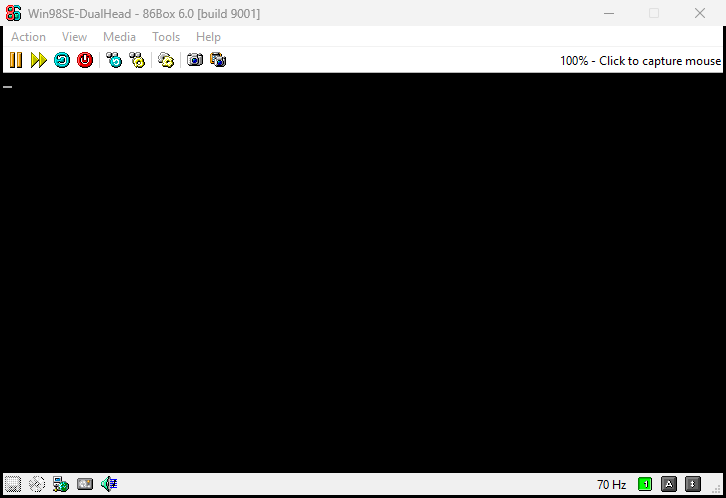 Win98SE-DualHead - 86Box 6.0 [build 9001]
Action View Media Tools Help
100% - Click to capture mouse
70 Hz
1 A